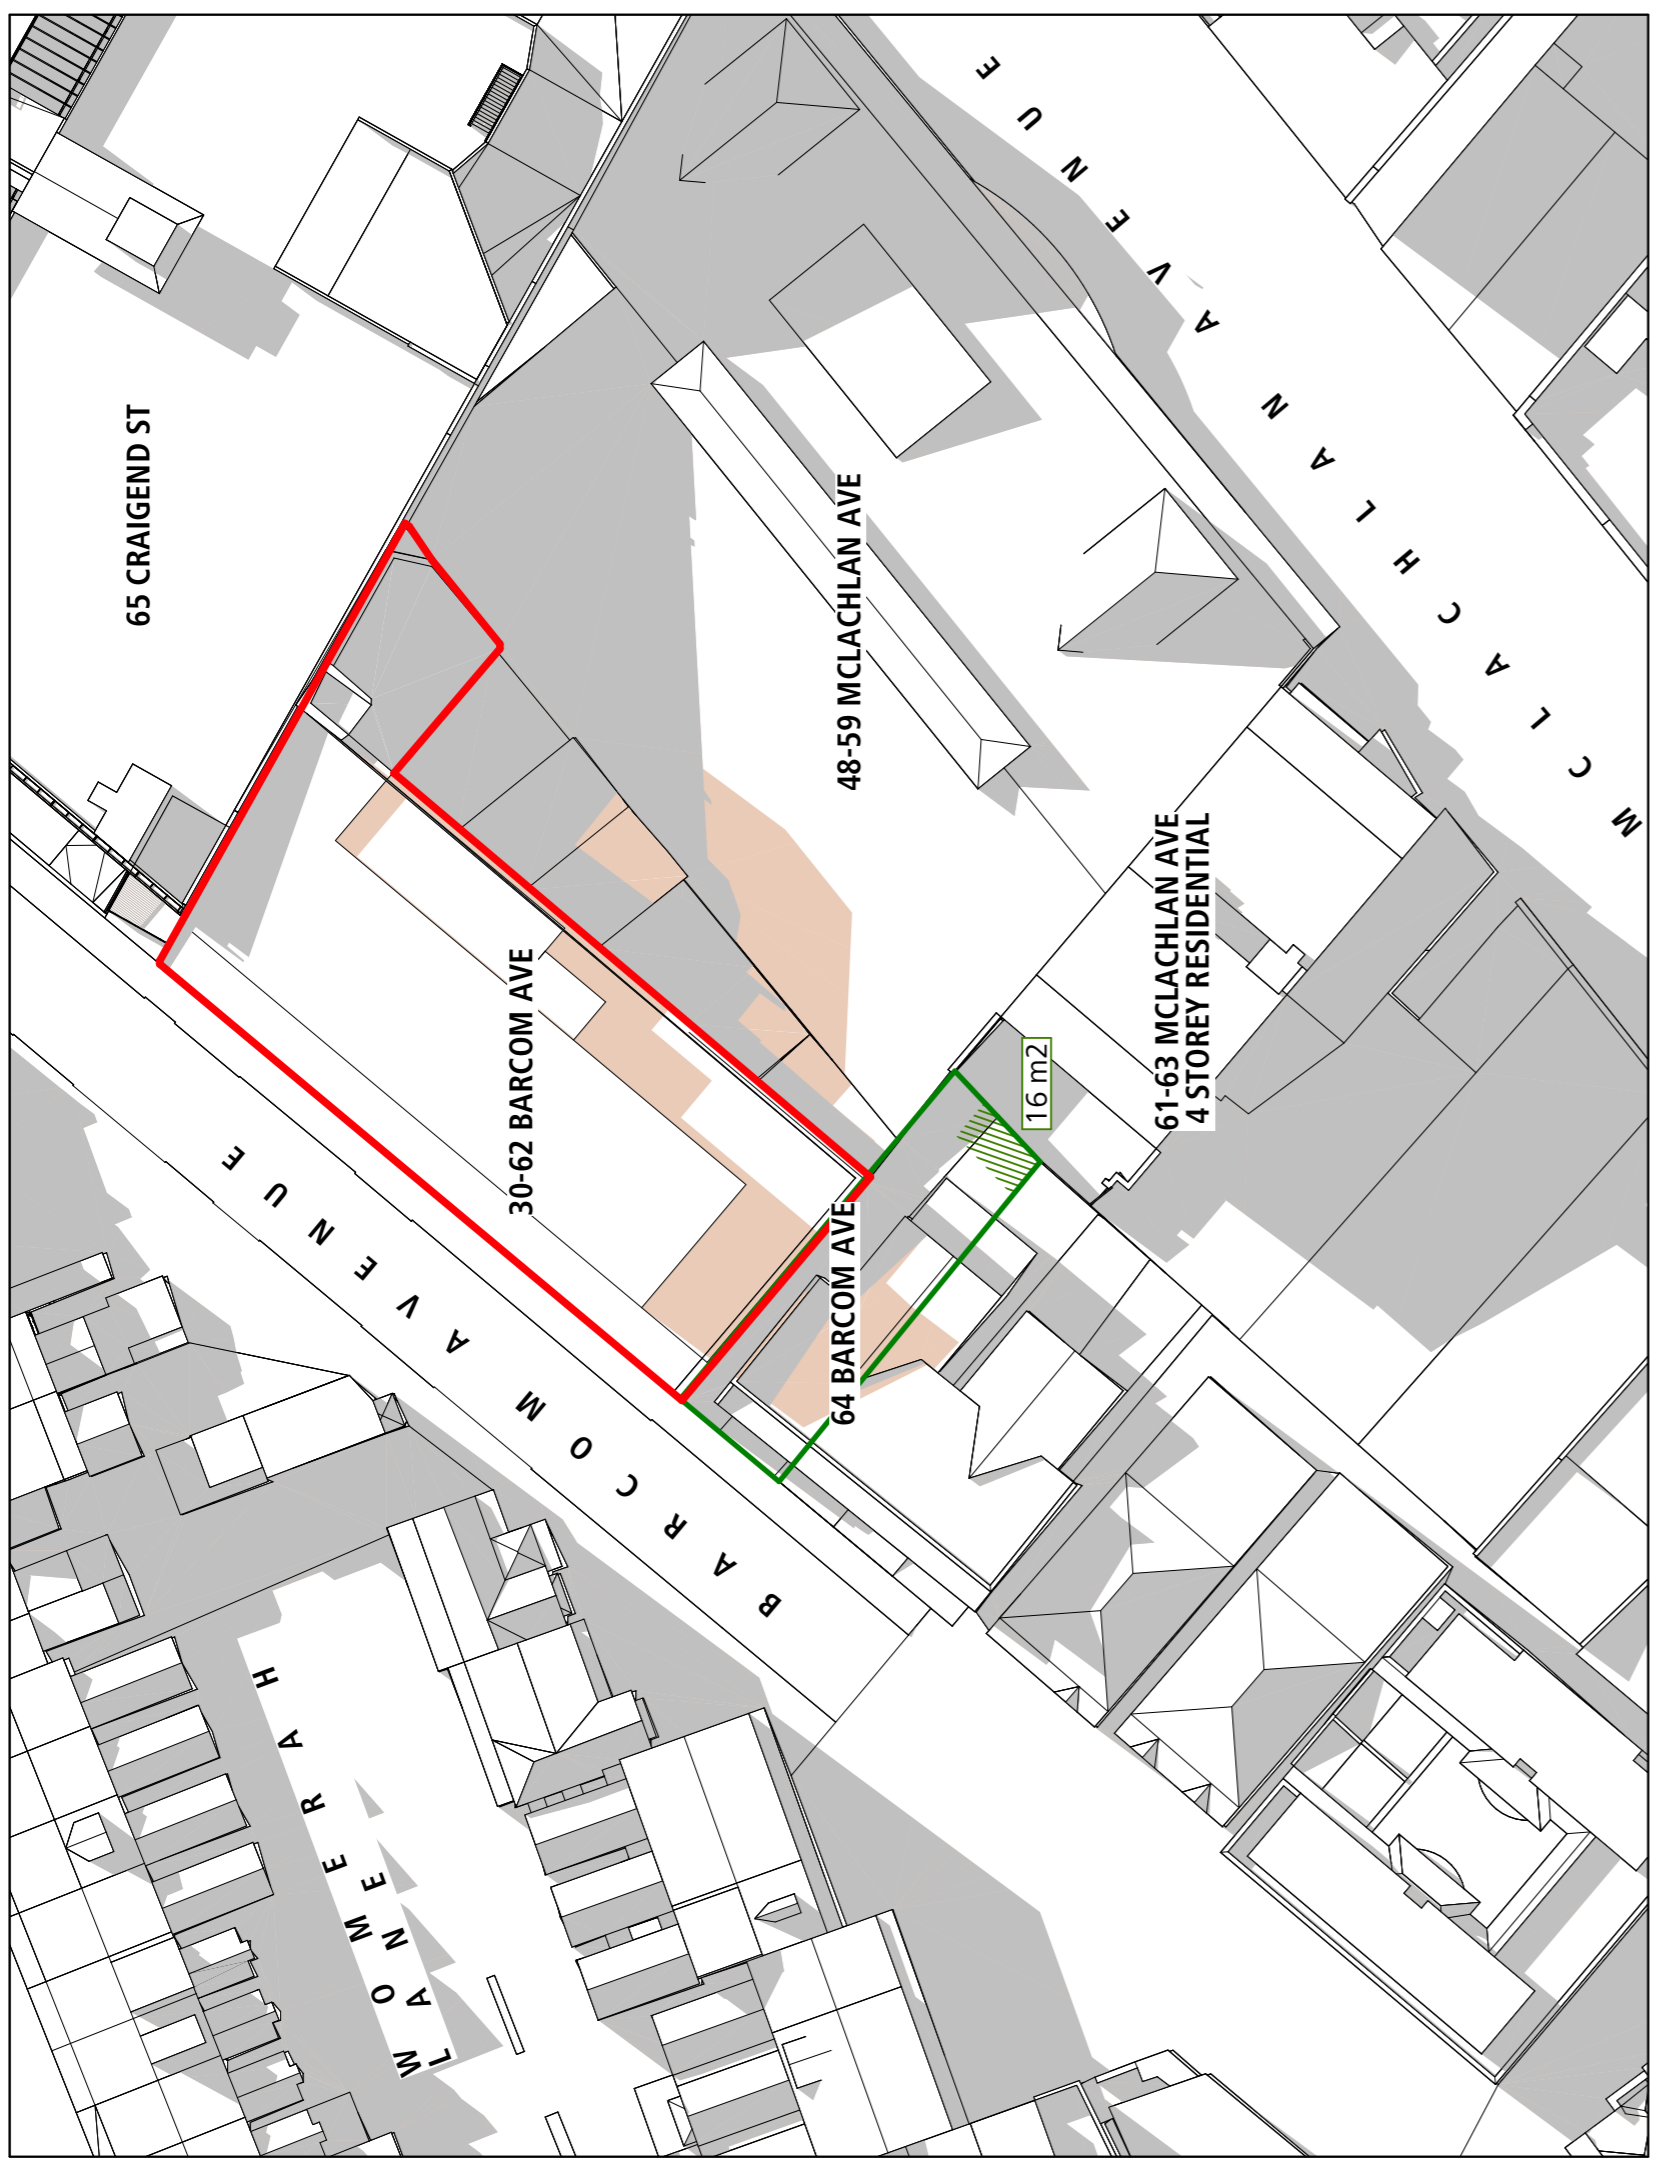 65 CRAIGEND ST
MCLACHLAN AVENUE
48-59 MCLACHLAN AVE
30-62 BARCOM AVE
61-63 MCLACHLAN AVE
4 STOREY RESIDENTIAL
16 m2
64 BARCOM AVE
BARCOM AVENUE
WOMEERAH
LANE